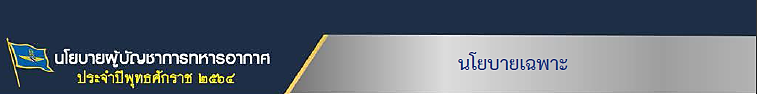 นโยบายผู้บัญชาการทหารอากาศ
ประจำปีพุทธศักราช ๒๕๖๔
นโยบายเฉพาะ